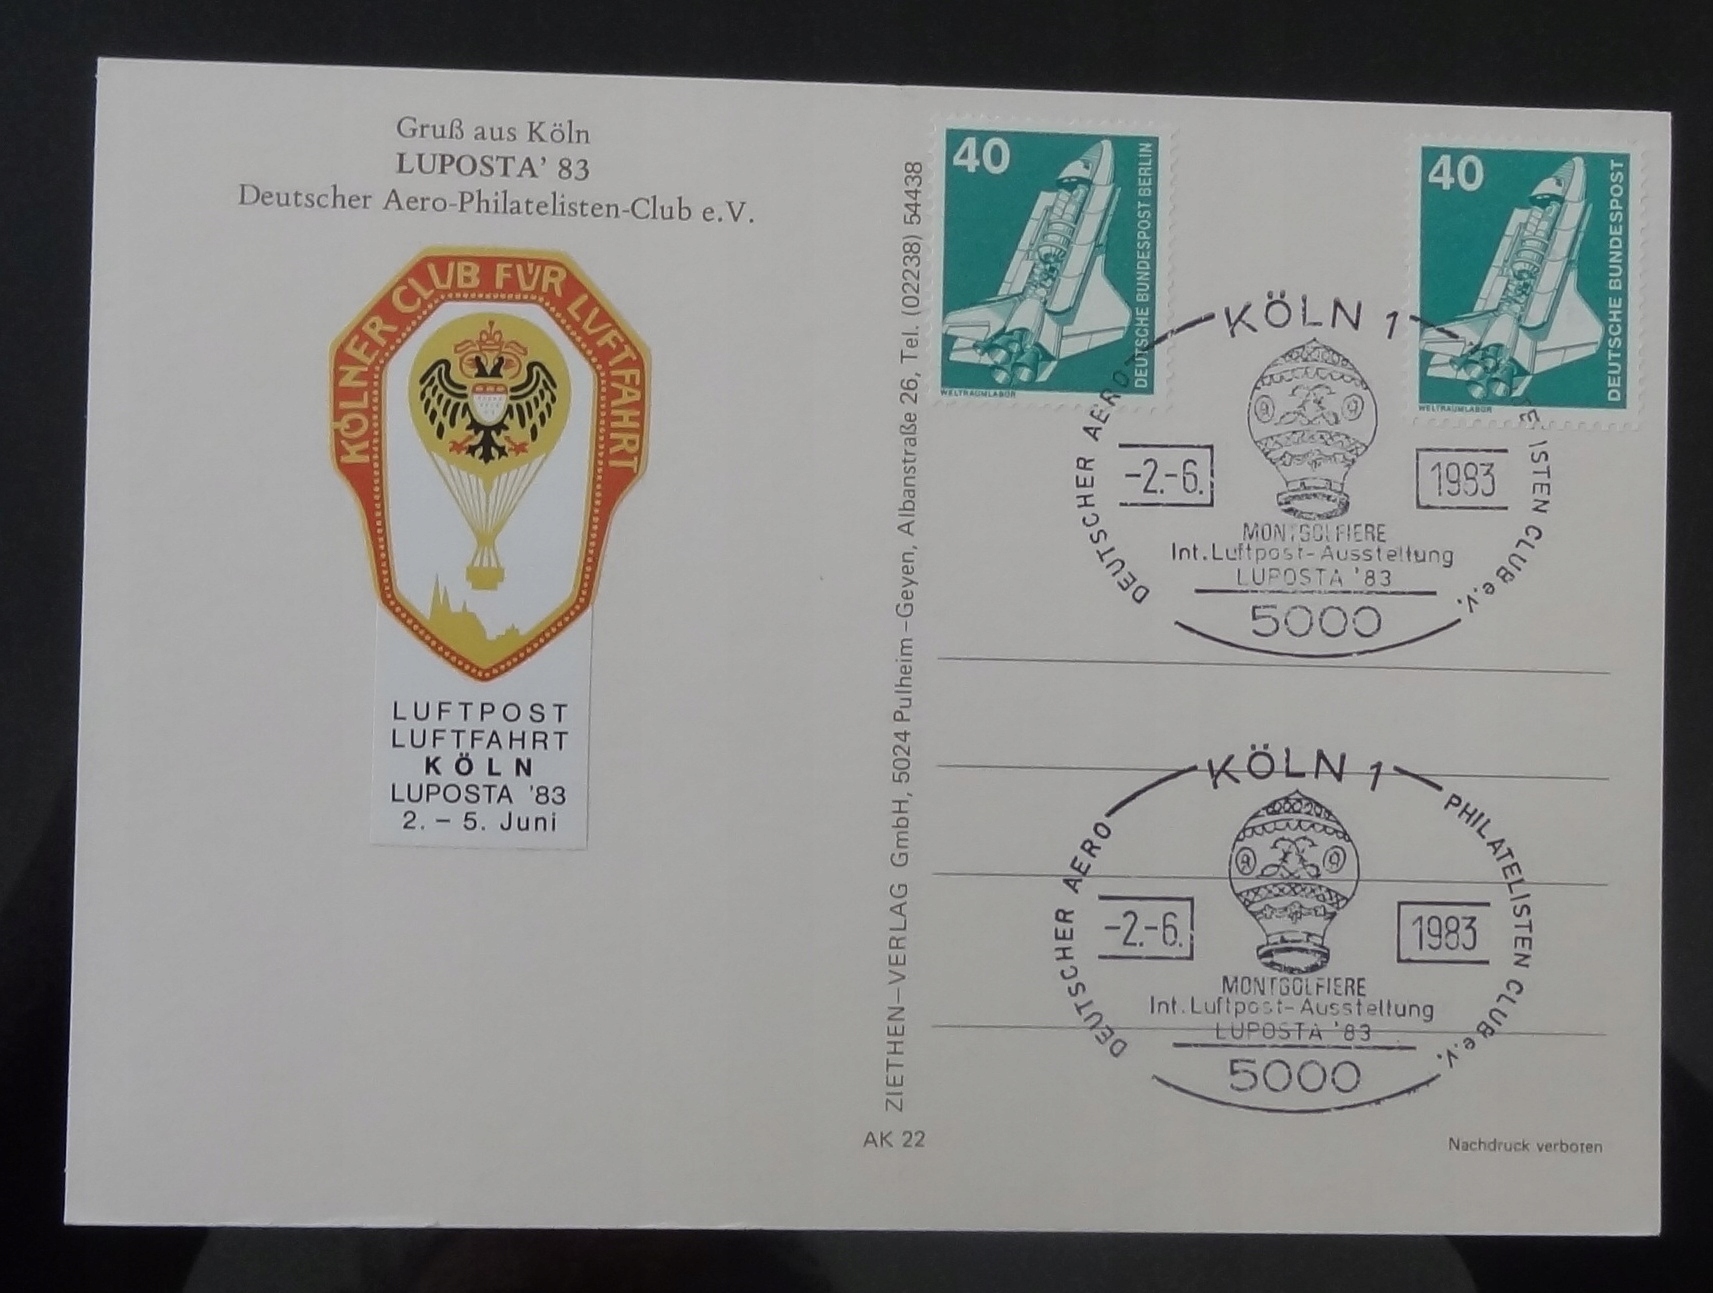 Gruß aus Köln
LUPOSTA' 83
Deutscher Aero-Philatelisten-Club e.V.
KÖLNER CLUB FÜR LUFTFAHRT
LUFTPOST
LUFTFAHRT
KÖLN
LUPOSTA '83
2. – 5. Juni
ZIETHEN–VERLAG GmbH, 5024 Pulheim–Geyen, Albanstraße 26, Tel. (02238) 54438
AK 22
40
DEUTSCHE BUNDESPOST BERLIN
WELTRAUMLABOR
40
DEUTSCHE BUNDESPOST
WELTRAUMLABOR
KÖLN 1
DEUTSCHER AERO
ISTEN CLUB e.V.
-2.-6.
1983
MONTGOLFIERE
Int. Luftpost-Ausstellung
LUPOSTA '83
5000
KÖLN 1
DEUTSCHER AERO
PHILATELISTEN CLUB e.V.
-2.-6.
1983
MONTGOLFIERE
Int. Luftpost-Ausstellung
LUPOSTA '83
5000
Nachdruck verboten